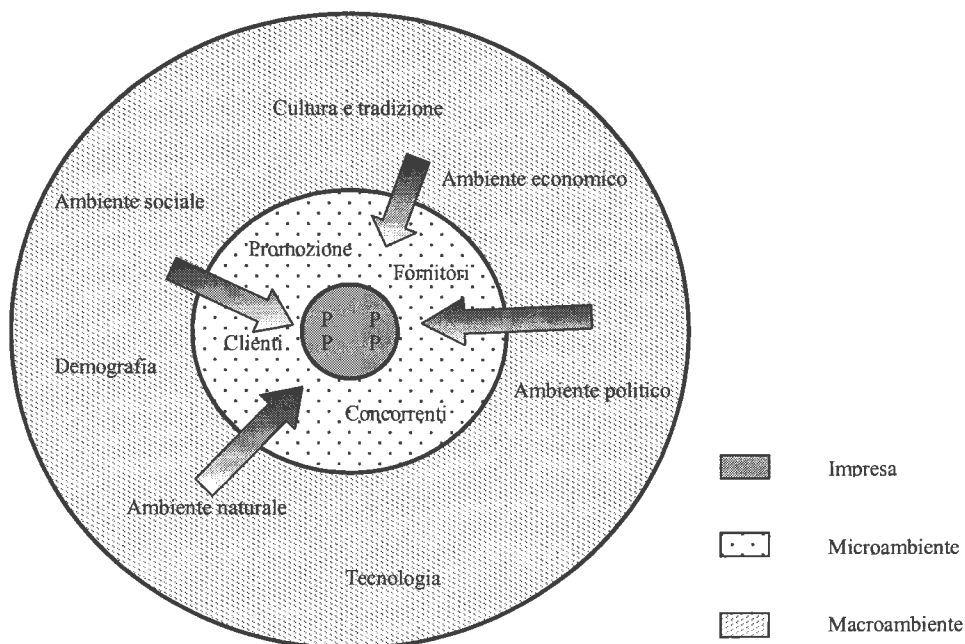 Cultura e tradizione
Ambiente economico
Ambiente sociale
Promozione
Fornitori
P P
P P
Clienti
Demografia
Ambiente politico
Concorrenti
Impresa
Ambiente naturale
Microambiente
Tecnologia
Macroambiente